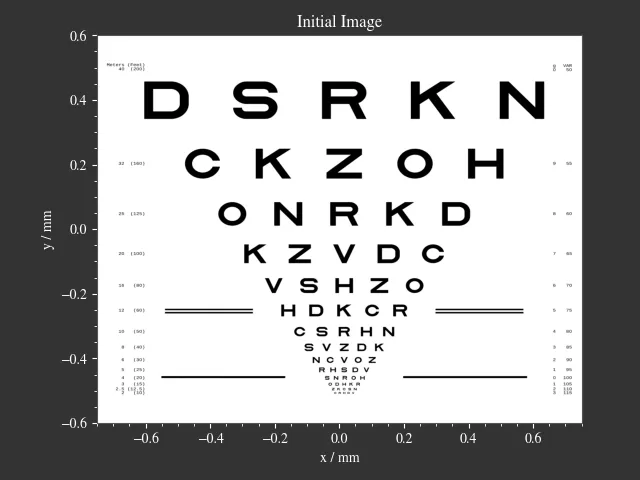 Initial Image
0.6
Meters (Feet)
40 (200)
VAR
50
D S R K N
0.4
32 (160) C K Z O H 9 55
0.2
25 (125) O N R K D 8 60
0.0
20 (100) K Z V D C 7 65
−0.2
16 (80) V S H Z O 6 70
12 (60) H D K C R 5 75
10 (50) C S R H N 4 80
8 (40) S V Z D K 3 85
−0.4
6 (30) N C V O Z 2 90
5 (25) R H S D V 1 95
4 (20) S N R O H 0 100
3 (15) O D H K R 1 105
2.5 (12.5) 2 110
2 (10) 3 115
−0.6
−0.6 −0.4 −0.2 0.0 0.2 0.4 0.6
x / mm
y / mm